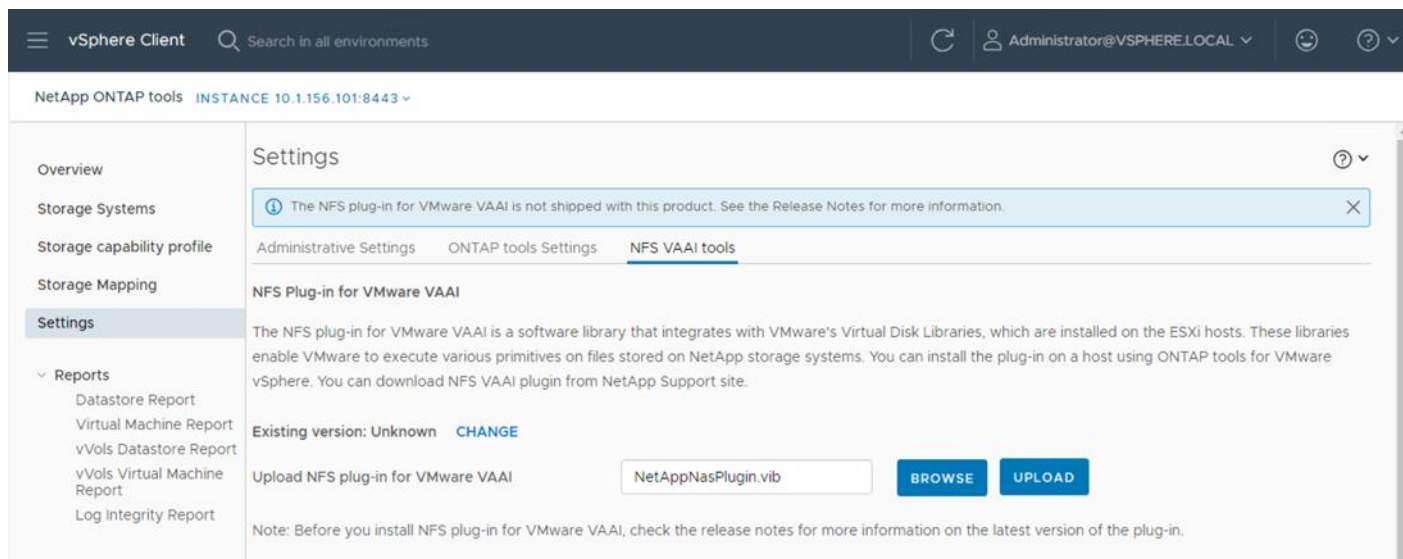 vSphere Client
Search in all environments
Administrator@VSPHERE.LOCAL
NetApp ONTAP tools INSTANCE 10.1.156.101:8443
Overview
Storage Systems
Storage capability profile
Storage Mapping
Settings
Reports
Datastore Report
Virtual Machine Report
vVols Datastore Report
vVols Virtual Machine
Report
Log Integrity Report
Settings
The NFS plug-in for VMware VAAI is not shipped with this product. See the Release Notes for more information.
Administrative Settings ONTAP tools Settings NFS VAAI tools
NFS Plug-in for VMware VAAI
The NFS plug-in for VMware VAAI is a software library that integrates with VMware's Virtual Disk Libraries, which are installed on the ESXi hosts. These libraries
enable VMware to execute various primitives on files stored on NetApp storage systems. You can install the plug-in on a host using ONTAP tools for VMware
vSphere. You can download NFS VAAI plugin from NetApp Support site.
Existing version: Unknown CHANGE
Upload NFS plug-in for VMware VAAI NetAppNasPlugin.vib BROWSE UPLOAD
Note: Before you install NFS plug-in for VMware VAAI, check the release notes for more information on the latest version of the plug-in.